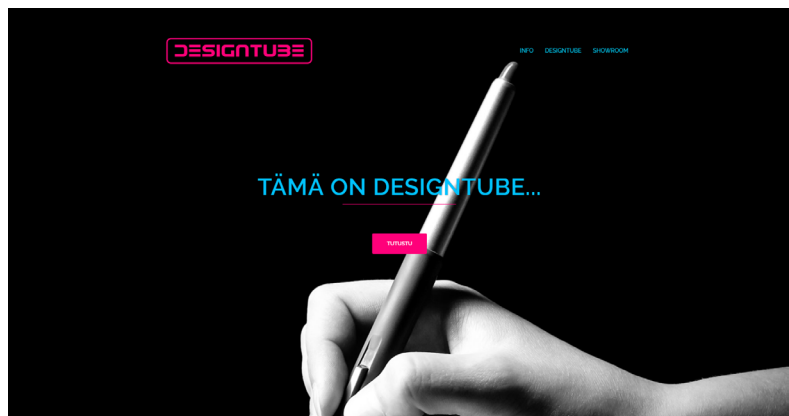 DESIGNTUBE
INFO DESIGNTUBE SHOWROOM
TÄMÄ ON DESIGNTUBE...
TUTUSTU